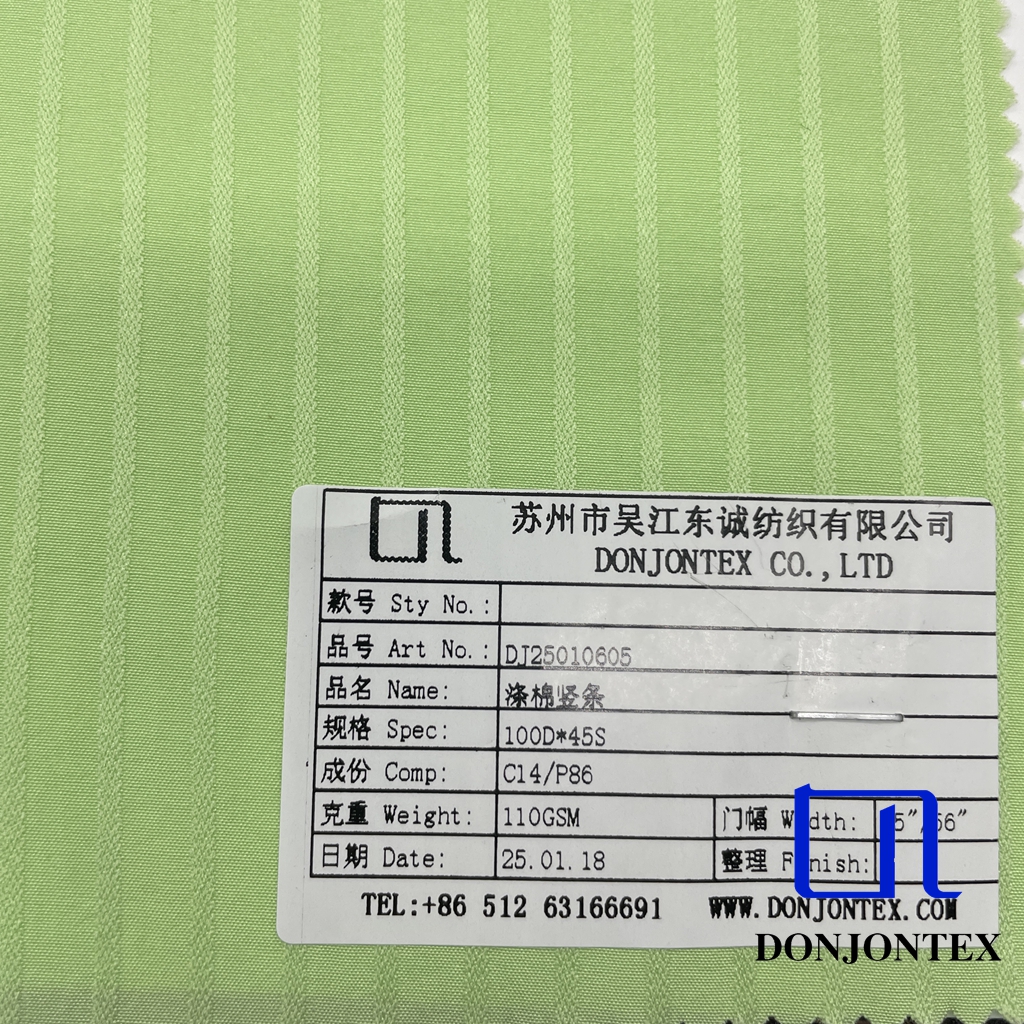 苏州市吴江东诚纺织有限公司
DONJONTEX CO.,LTD
款号 Sty No.:
品号 Art No.: DJ25010605
品名 Name: 涤棉竖条
规格 Spec: 100D*45S
成份 Comp: C14/P86
克重 Weight: 110GSM 门幅 Width:
日期 Date: 25.01.18 整理 Finish:
TEL:+86 512 63166691 WWW.DONJONTEX.COM
DONJONTEX